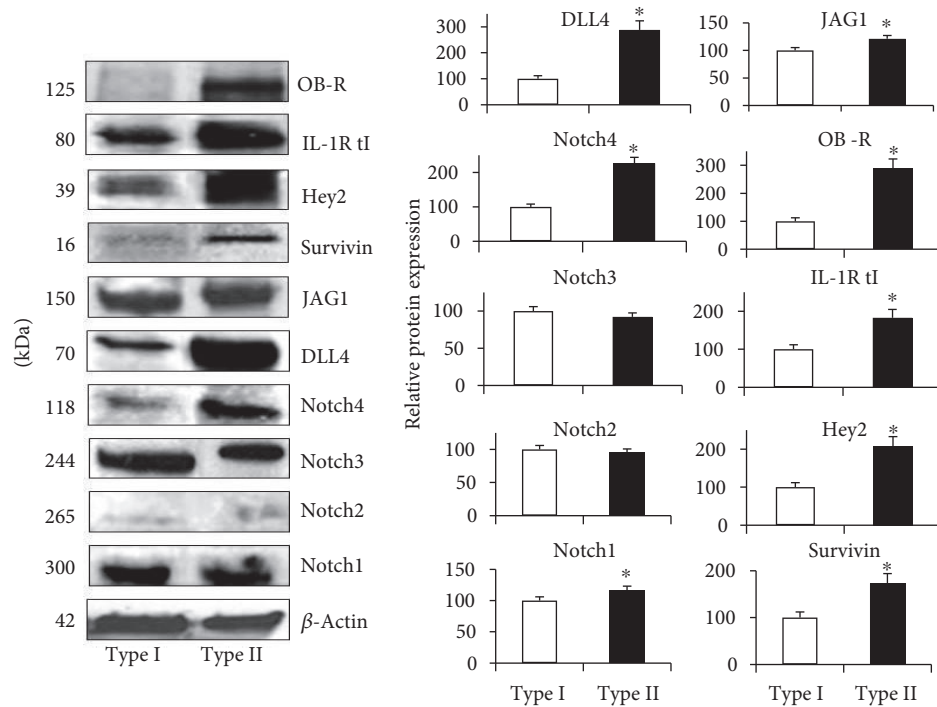 125 OB-R
80 IL-1R tI
39 Hey2
16 Survivin
150 JAG1
70 DLL4
118 Notch4
244 Notch3
265 Notch2
300 Notch1
42 β-Actin
(kDa)
Type I Type II
Relative protein expression
DLL4
300
200
100
0
*
JAG1
150
100
50
0
*
Notch4
200
100
0
*
OB -R
300
200
100
0
*
Notch3
100
50
0
IL-1R tI
200
100
0
*
Notch2
100
50
0
Hey2
200
100
0
*
Notch1
150
100
50
0
*
Survivin
200
100
0
*
Type I Type II
Type I Type II